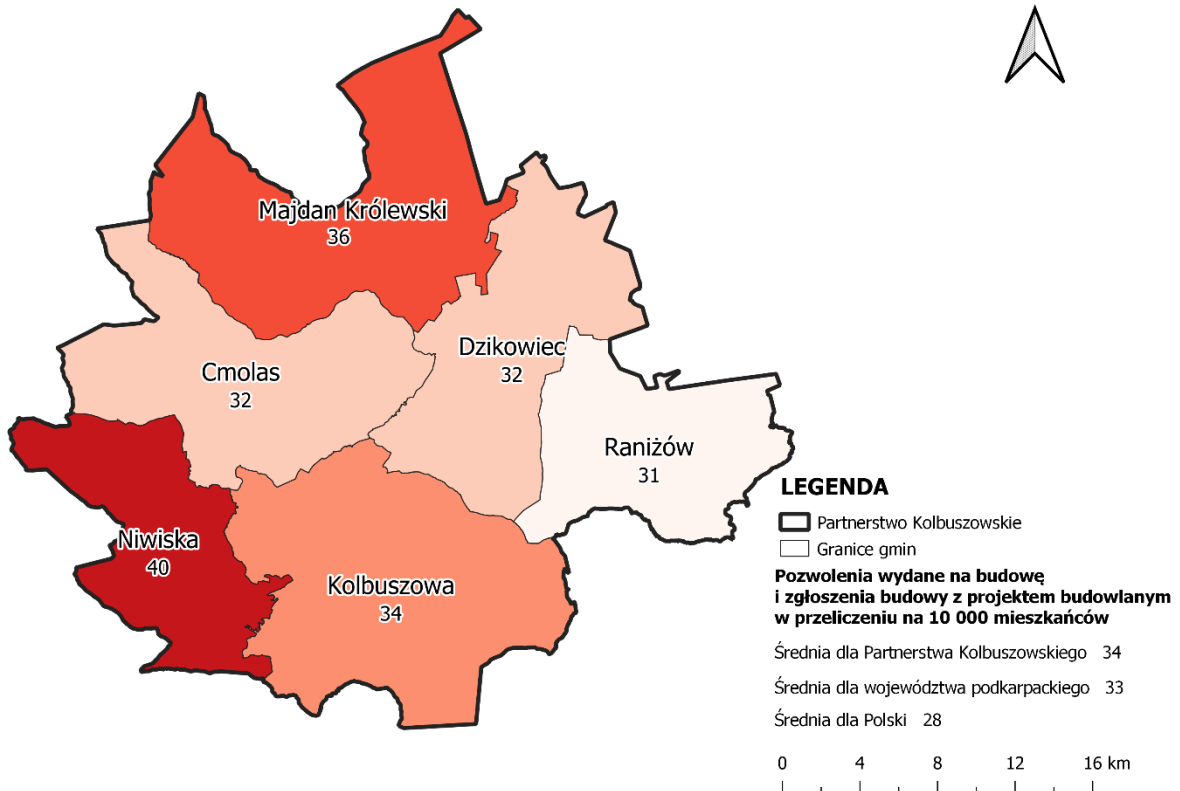 Majdan Królewski
36
Dzikowiec
32
Cmolas
32
Raniżów
31
Niwiska
40
Kolbuszowa
34
LEGENDA
Partnerstwo Kolbuszowskie
Granice gmin
Pozwolenia wydane na budowę
i zgłoszenia budowy z projektem budowlanym
w przeliczeniu na 10 000 mieszkańców
Średnia dla Partnerstwa Kolbuszowskiego 34
Średnia dla województwa podkarpackiego 33
Średnia dla Polski 28
0 4 8 12 16 km